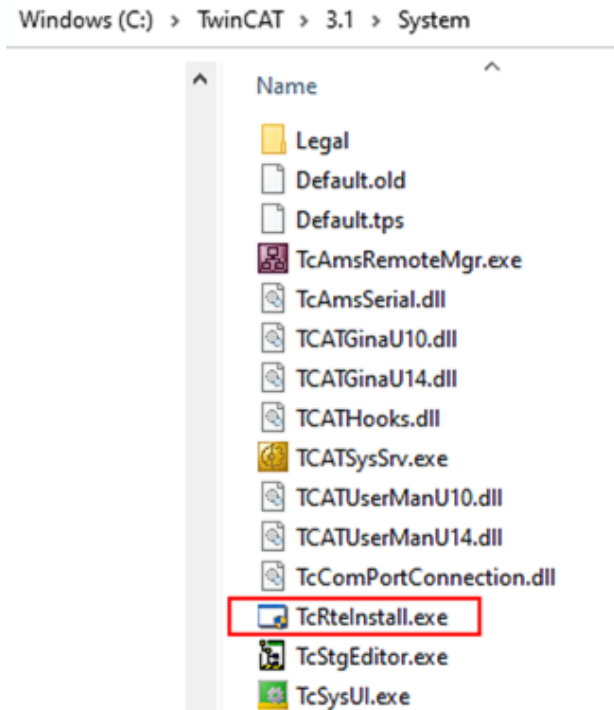 Windows (C:) > TwinCAT > 3.1 > System
Name
Legal
Default.old
Default.tps
TcAmsRemoteMgr.exe
TcAmsSerial.dll
TCATGinaU10.dll
TCATGinaU14.dll
TCATHooks.dll
TCATSysSrv.exe
TCATUserManU10.dll
TCATUserManU14.dll
TcComPortConnection.dll
TcRteInstall.exe
TcStgEditor.exe
TcSysUI.exe